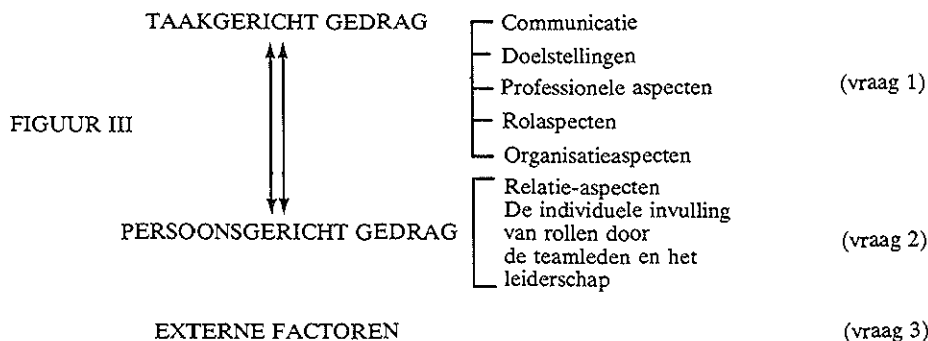 TAAKGERICHT GEDRAG
Communicatie
Doelstellingen
Professionele aspecten
(vraag 1)
FIGUUR III
Rolaspecten
Organisatieaspecten
Relatie-aspecten
De individuele invulling
PERSOONSGERICHT GEDRAG
van rollen door
(vraag 2)
de teamleden en het
leiderschap
EXTERNE FACTOREN
(vraag 3)